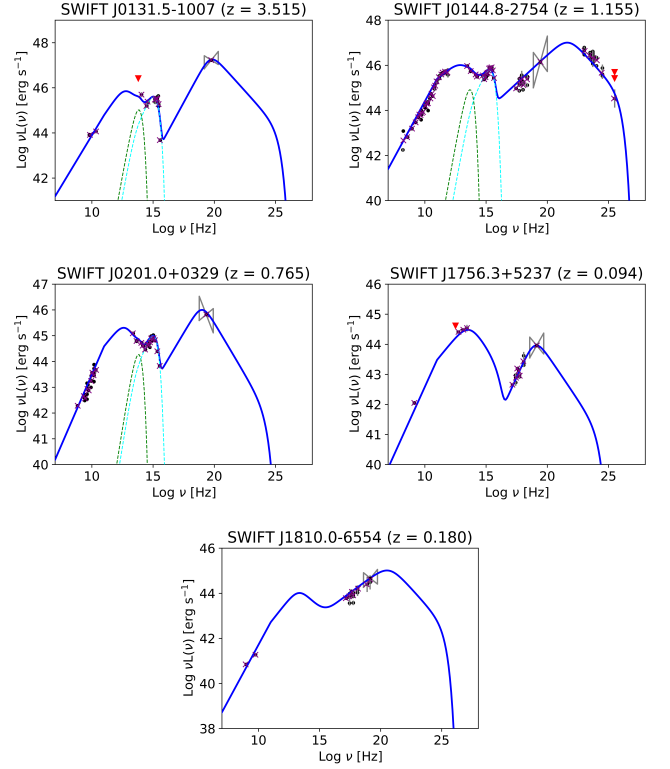 SWIFT J0131.5-1007 (z = 3.515)
48
46
44
42
Log νL(ν) [erg s⁻¹]
10 15 20 25
Log ν [Hz]
SWIFT J0144.8-2754 (z = 1.155)
48
46
44
42
40
Log νL(ν) [erg s⁻¹]
10 15 20 25
Log ν [Hz]
SWIFT J0201.0+0329 (z = 0.765)
47
46
45
44
43
42
41
40
Log νL(ν) [erg s⁻¹]
10 15 20 25
Log ν [Hz]
SWIFT J1756.3+5237 (z = 0.094)
46
45
44
43
42
41
40
Log νL(ν) [erg s⁻¹]
10 15 20 25
Log ν [Hz]
SWIFT J1810.0-6554 (z = 0.180)
46
44
42
40
38
Log νL(ν) [erg s⁻¹]
10 15 20 25
Log ν [Hz]